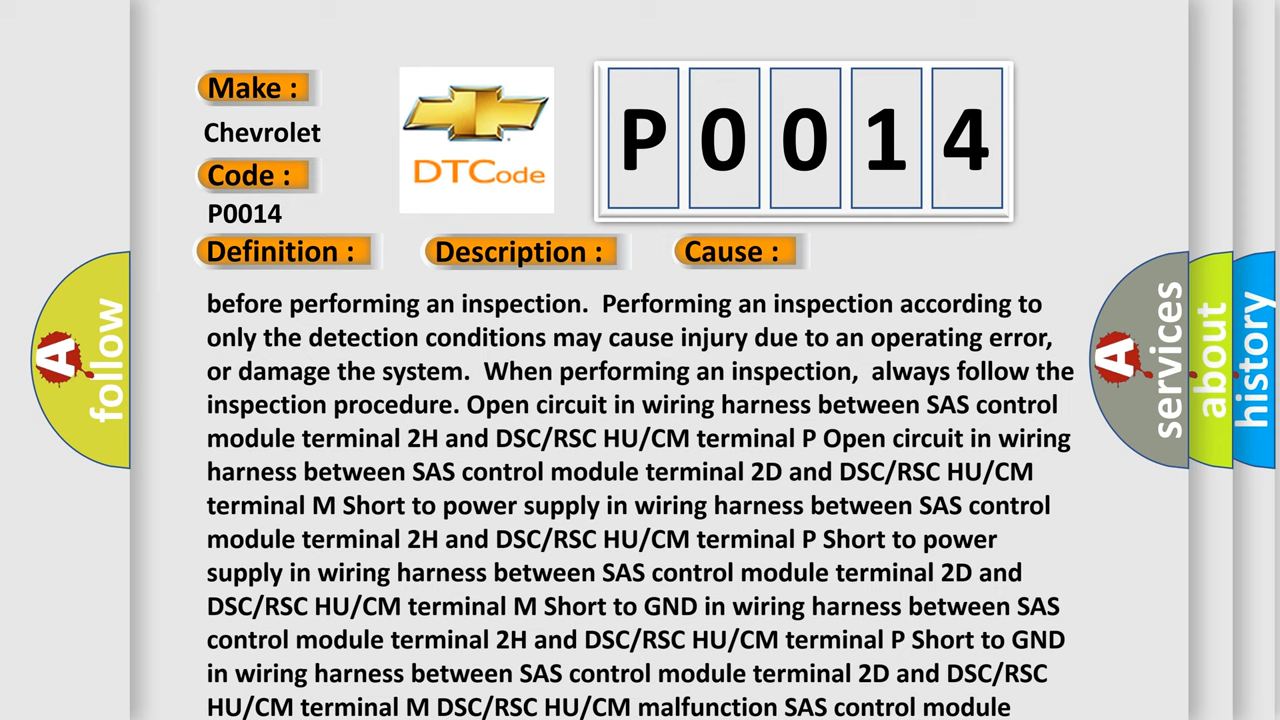 Make :
Chevrolet
Code :
P0014
DTCode
P0014
Definition :
Description :
Cause :
before performing an inspection. Performing an inspection according to
only the detection conditions may cause injury due to an operating error,
or damage the system. When performing an inspection, always follow the
inspection procedure. Open circuit in wiring harness between SAS control
module terminal 2H and DSC/RSC HU/CM terminal P Open circuit in wiring
harness between SAS control module terminal 2D and DSC/RSC HU/CM
terminal M Short to power supply in wiring harness between SAS control
module terminal 2H and DSC/RSC HU/CM terminal P Short to power
supply in wiring harness between SAS control module terminal 2D and
DSC/RSC HU/CM terminal M Short to GND in wiring harness between SAS
control module terminal 2H and DSC/RSC HU/CM terminal P Short to GND
in wiring harness between SAS control module terminal 2D and DSC/RSC
HU/CM terminal M DSC/RSC HU/CM malfunction SAS control module
A
follow
A
services
about
history